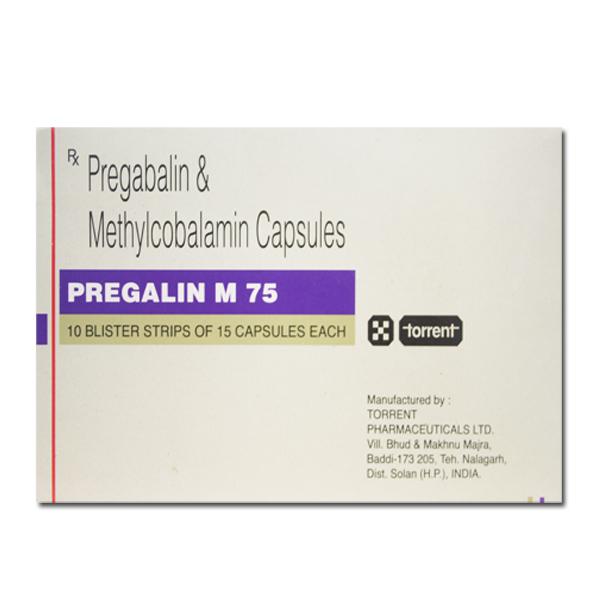 Rx Pregabalin &
Methylcobalamin Capsules
PREGALIN M 75
10 BLISTER STRIPS OF 15 CAPSULES EACH
torrent
Manufactured by :
TORRENT
PHARMACEUTICALS LTD.
Vill. Bhud & Makhnu Majra,
Baddi-173 205, Teh. Nalagarh,
Dist. Solan (H.P.), INDIA.